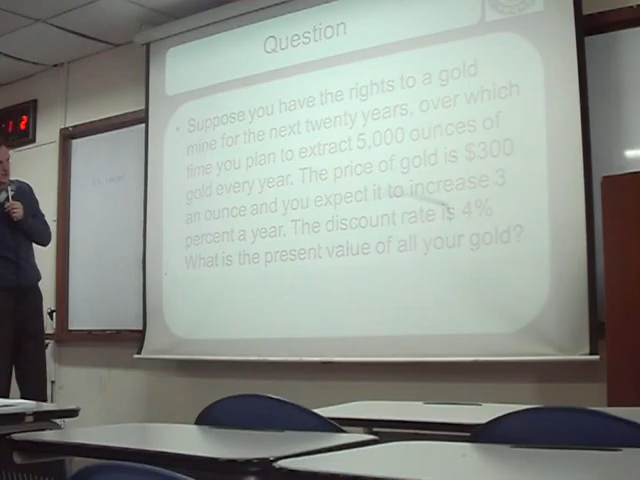 Question
• Suppose you have the rights to a gold
mine for the next twenty years, over which
time you plan to extract 5,000 ounces of
gold every year. The price of gold is $300
an ounce and you expect it to increase 3
percent a year. The discount rate is 4%
What is the present value of all your gold?